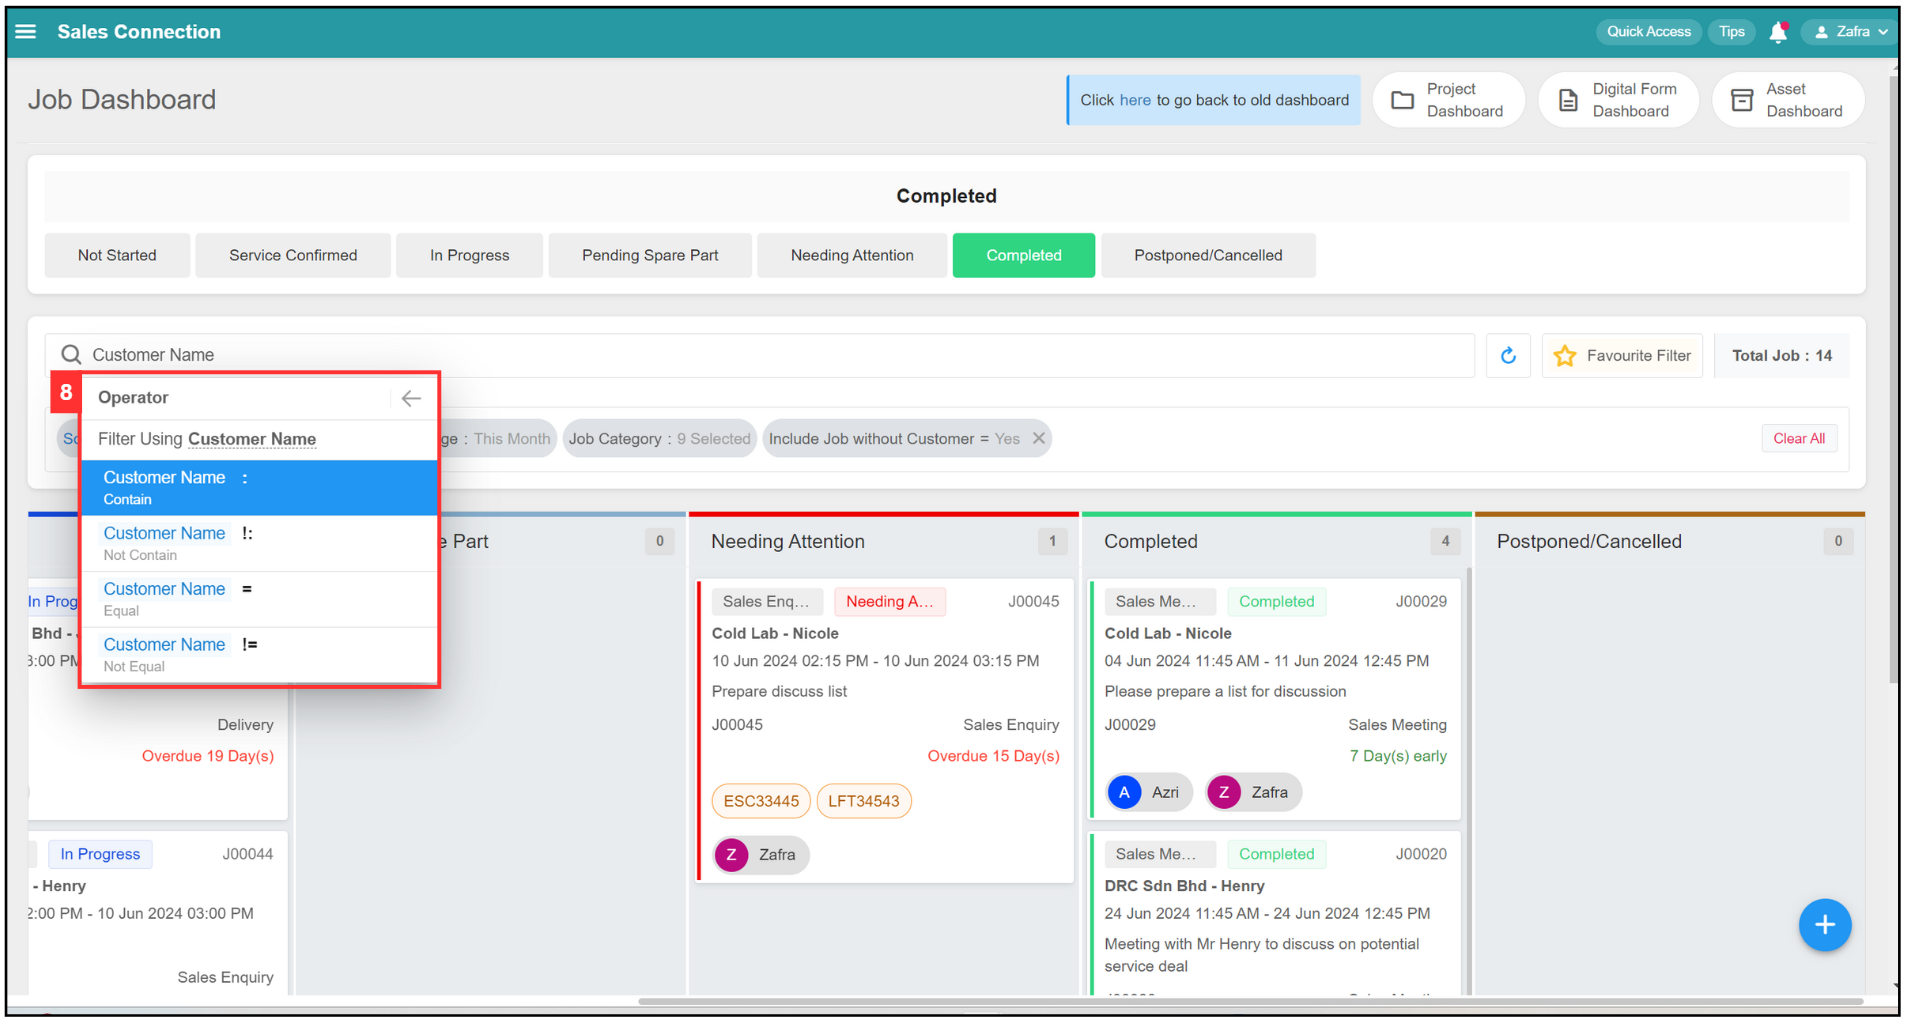 Sales Connection
Quick Access
Tips
Zafra
Job Dashboard
Click here to go back to old dashboard
Project
Dashboard
Digital Form
Dashboard
Asset
Dashboard
Completed
Not Started
Service Confirmed
In Progress
Pending Spare Part
Needing Attention
Completed
Postponed/Cancelled
Customer Name
Favourite Filter
Total Job : 14
8
Operator
Filter Using Customer Name
Customer Name :
Contain
Customer Name !:
Not Contain
Customer Name =
Equal
Customer Name !=
Not Equal
ge : This Month
Job Category : 9 Selected
Include Job without Customer = Yes
Clear All
e Part
0
Needing Attention
1
Completed
4
Postponed/Cancelled
0
In Prog
Bhd -
3:00 PM
Delivery
Overdue 19 Day(s)
In Progress
J00044
- Henry
2:00 PM - 10 Jun 2024 03:00 PM
Sales Enquiry
Sales Enq...
Needing A...
J00045
Cold Lab - Nicole
10 Jun 2024 02:15 PM - 10 Jun 2024 03:15 PM
Prepare discuss list
J00045
Sales Enquiry
Overdue 15 Day(s)
ESC33445
LFT34543
Z
Zafra
Sales Me...
Completed
J00029
Cold Lab - Nicole
04 Jun 2024 11:45 AM - 11 Jun 2024 12:45 PM
Please prepare a list for discussion
J00029
Sales Meeting
7 Day(s) early
A
Azri
Z
Zafra
Sales Me...
Completed
J00020
DRC Sdn Bhd - Henry
24 Jun 2024 11:45 AM - 24 Jun 2024 12:45 PM
Meeting with Mr Henry to discuss on potential
service deal